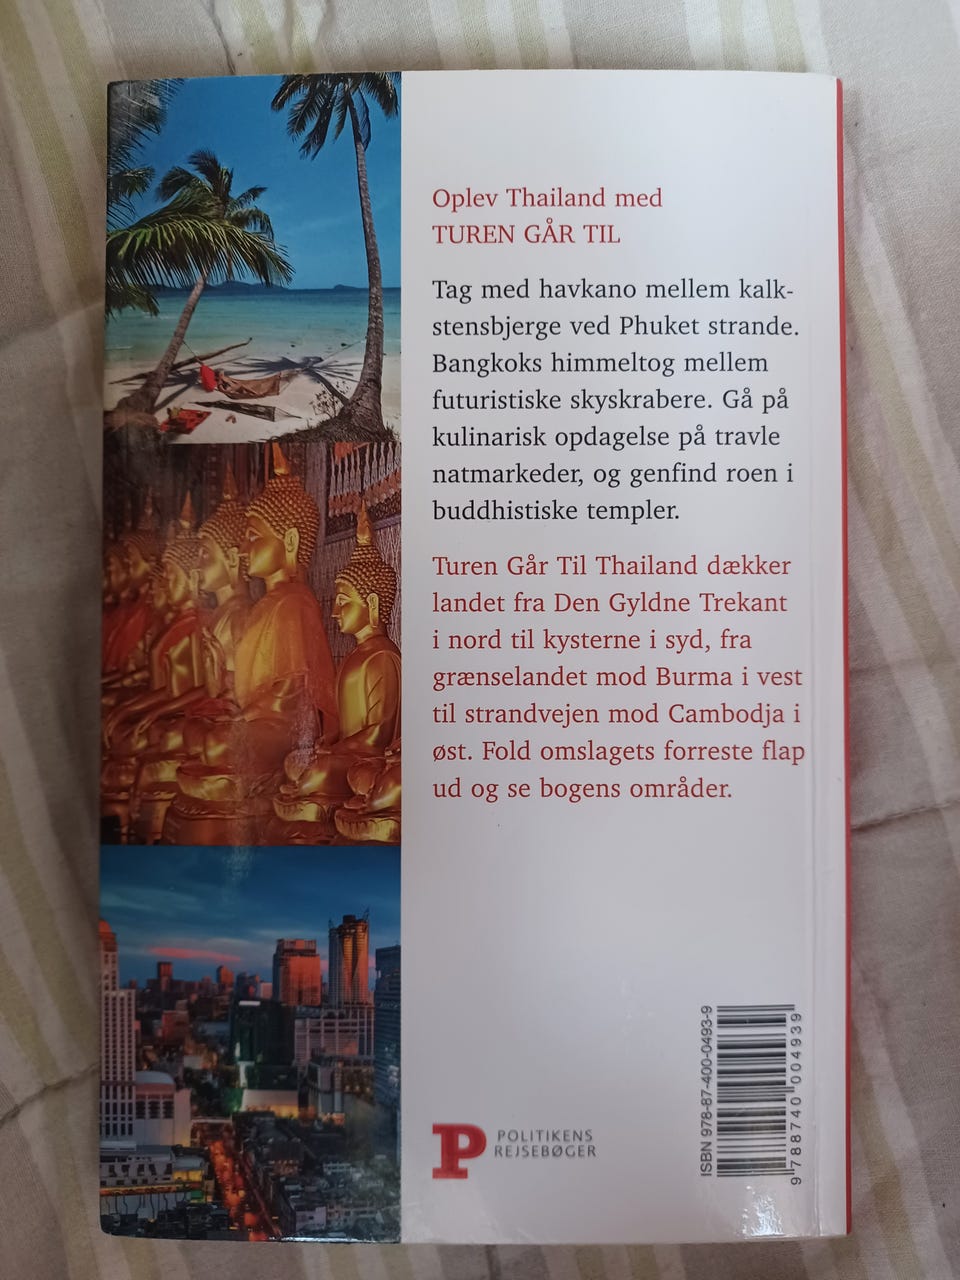 Oplev Thailand med
TUREN GÅR TIL
Tag med havkano mellem kalk-
stensbjerge ved Phuket strande.
Bangkoks himmeltog mellem
futuristiske skyskrabere. Gå på
kulinarisk opdagelse på travle
natmarkeder, og genfind roen i
buddhistiske templer.
Turen Går Til Thailand dækker
landet fra Den Gyldne Trekant
i nord til kysterne i syd, fra
grænselandet mod Burma i vest
til strandvejen mod Cambodja i
øst. Fold omslagets forreste flap
ud og se bogens områder.
P POLITIKENS
REJSEBØGER
ISBN 978-87-400-0493-9
9 788740 004939